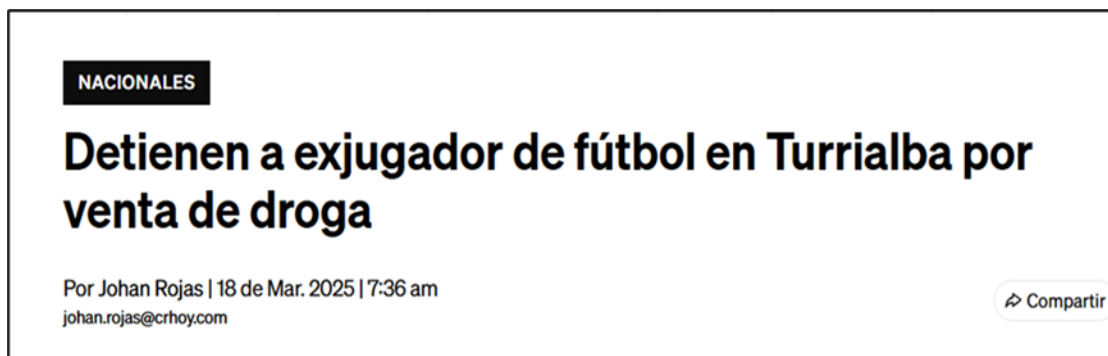 NACIONALES
Detienen a exjugador de fútbol en Turrialba por
venta de droga
Por Johan Rojas | 18 de Mar. 2025 | 7:36 am
johan.rojas@crhoy.com
Compartir